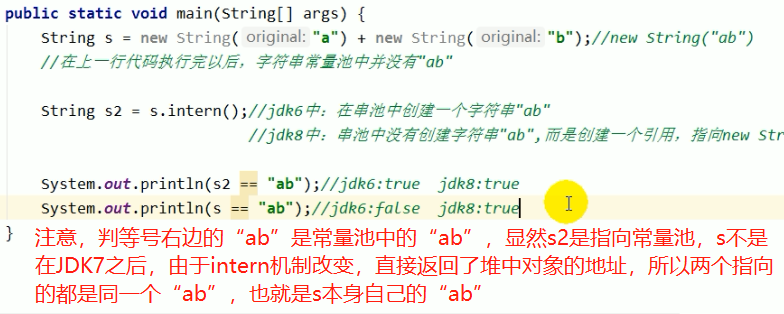 public static void main(String[] args) {
String s = new String( original: "a") + new String( original: "b");//new String("ab")
//在上一行代码执行完以后，字符串常量池中并没有"ab"
String s2 = s.intern();//jdk6中：在串池中创建一个字符串"ab"
//jdk8中：串池中没有创建字符串"ab",而是创建一个引用，指向new Str
System.out.println(s2 == "ab");//jdk6:true  jdk8:true
System.out.println(s == "ab");//jdk6:false  jdk8:true
}
注意，判等号右边的“ab”是常量池中的“ab”，显然s2是指向常量池，s不是
在JDK7之后，由于intern机制改变，直接返回了堆中对象的地址，所以两个指向
的都是同一个“ab”，也就是s本身自己的“ab”